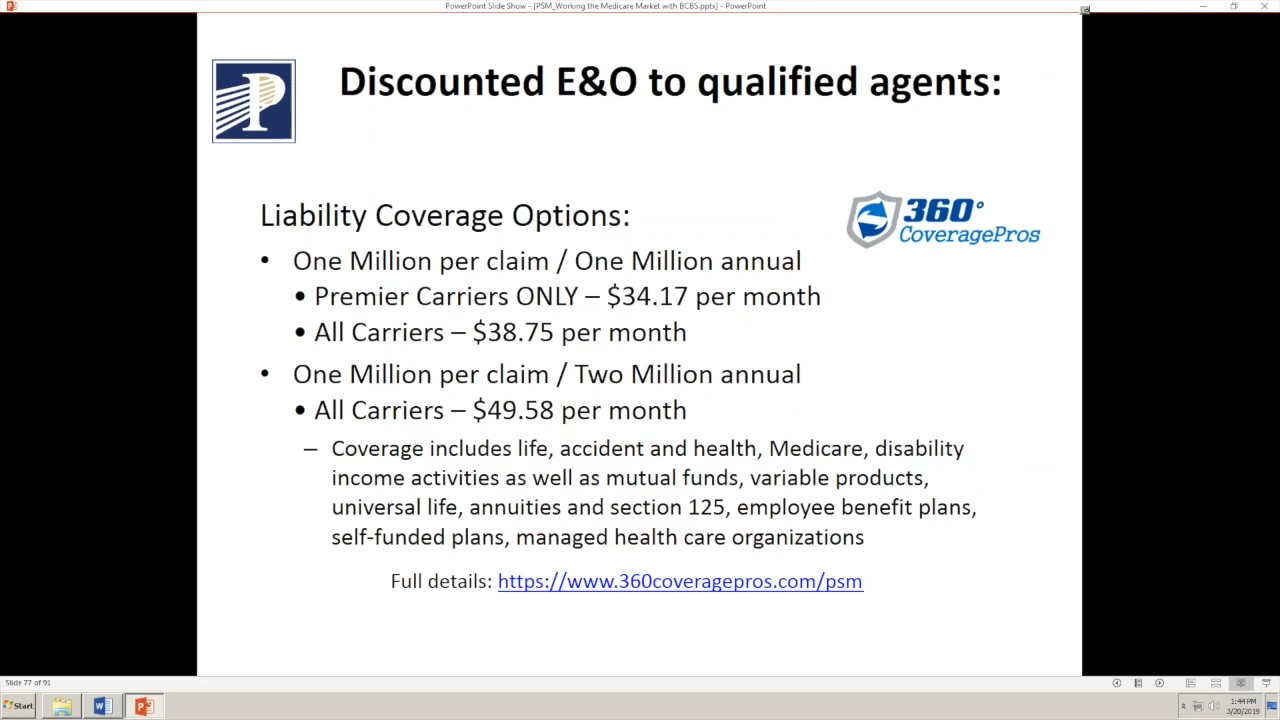 PowerPoint Slide Show - [PSM_Working the Medicare Market with BCBS.pptx] - PowerPoint
P
Discounted E&O to qualified agents:
360°
CoveragePros
Liability Coverage Options:
• One Million per claim / One Million annual
• Premier Carriers ONLY – $34.17 per month
• All Carriers – $38.75 per month
• One Million per claim / Two Million annual
• All Carriers – $49.58 per month
– Coverage includes life, accident and health, Medicare, disability
income activities as well as mutual funds, variable products,
universal life, annuities and section 125, employee benefit plans,
self-funded plans, managed health care organizations
Full details: https://www.360coveragepros.com/psm
Slide 77 of 91
Start
1:44 PM
3/20/2019